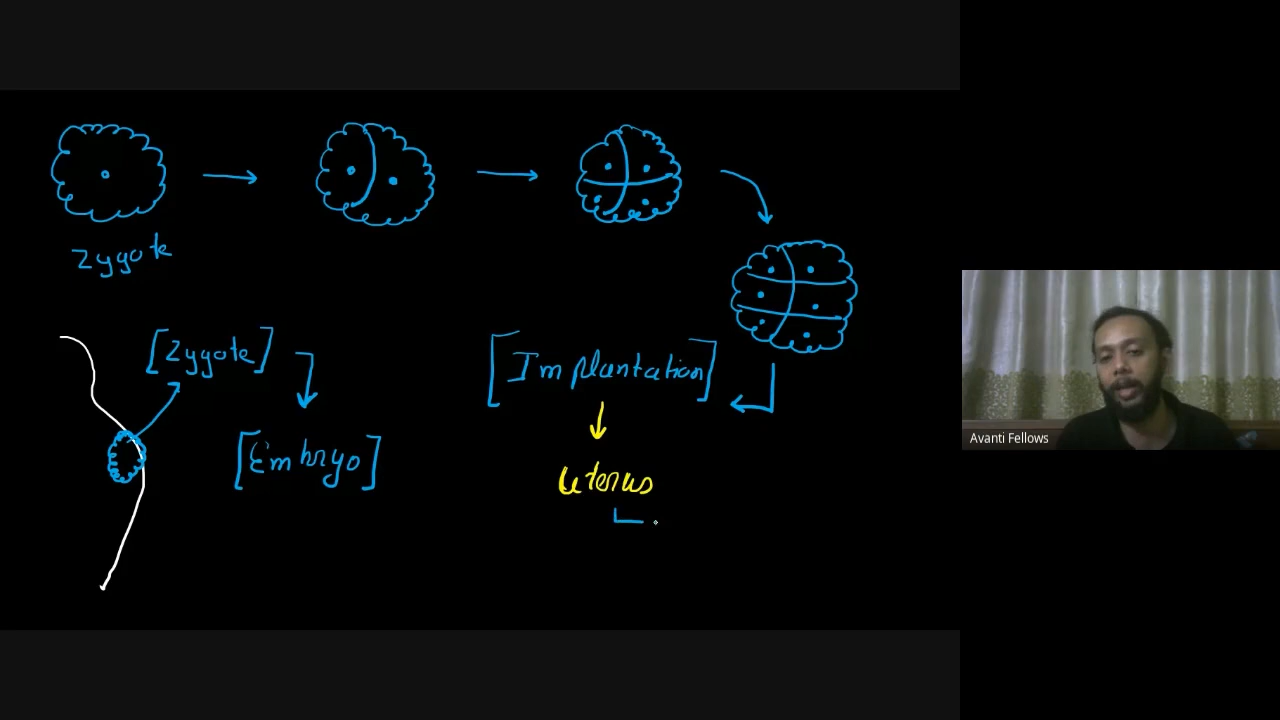 Zygote
[Zygote]
[Implantation]
[Embryo]
Uterus
Avanti Fellows